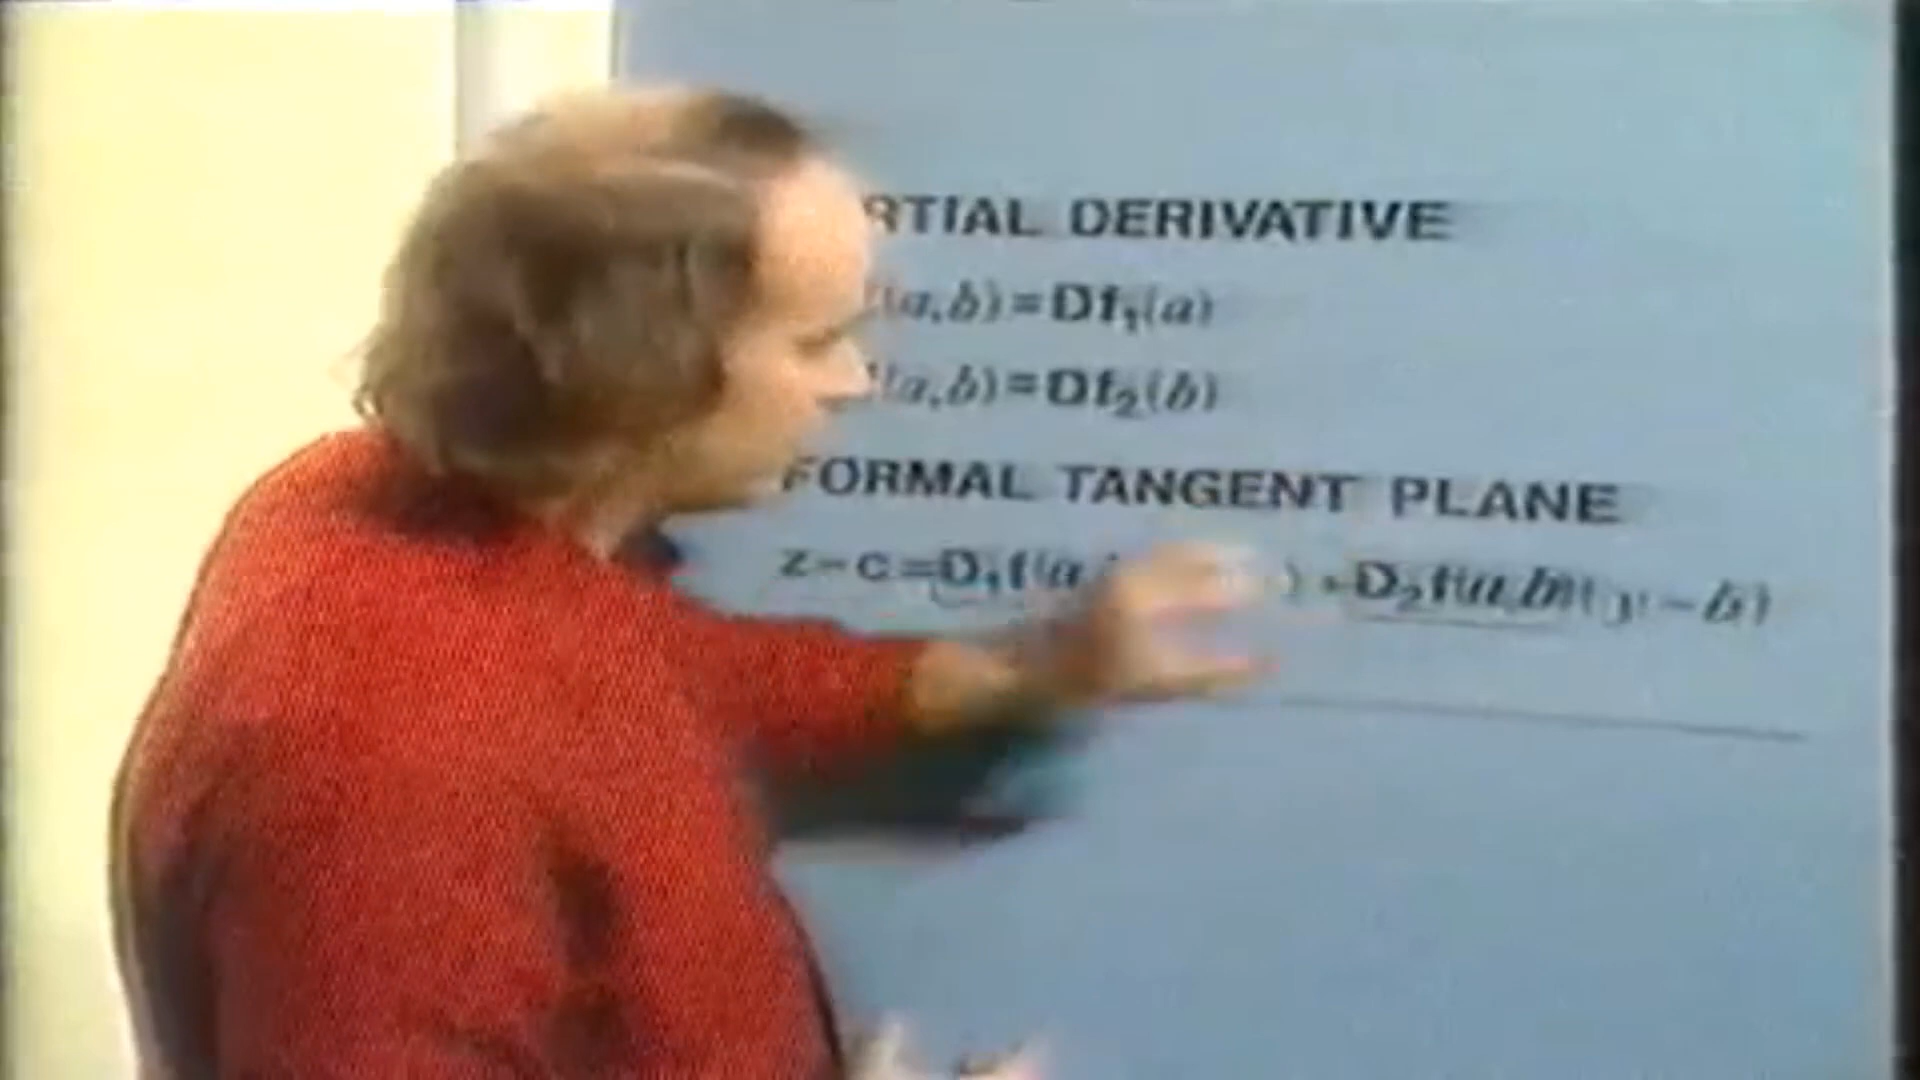 RTIAL DERIVATIVE
(a,b)=Df₁(a)
(a,b)=Df₂(b)
FORMAL TANGENT PLANE
z-c=D₁f(a, )+D₂f(a,b)(y-b)